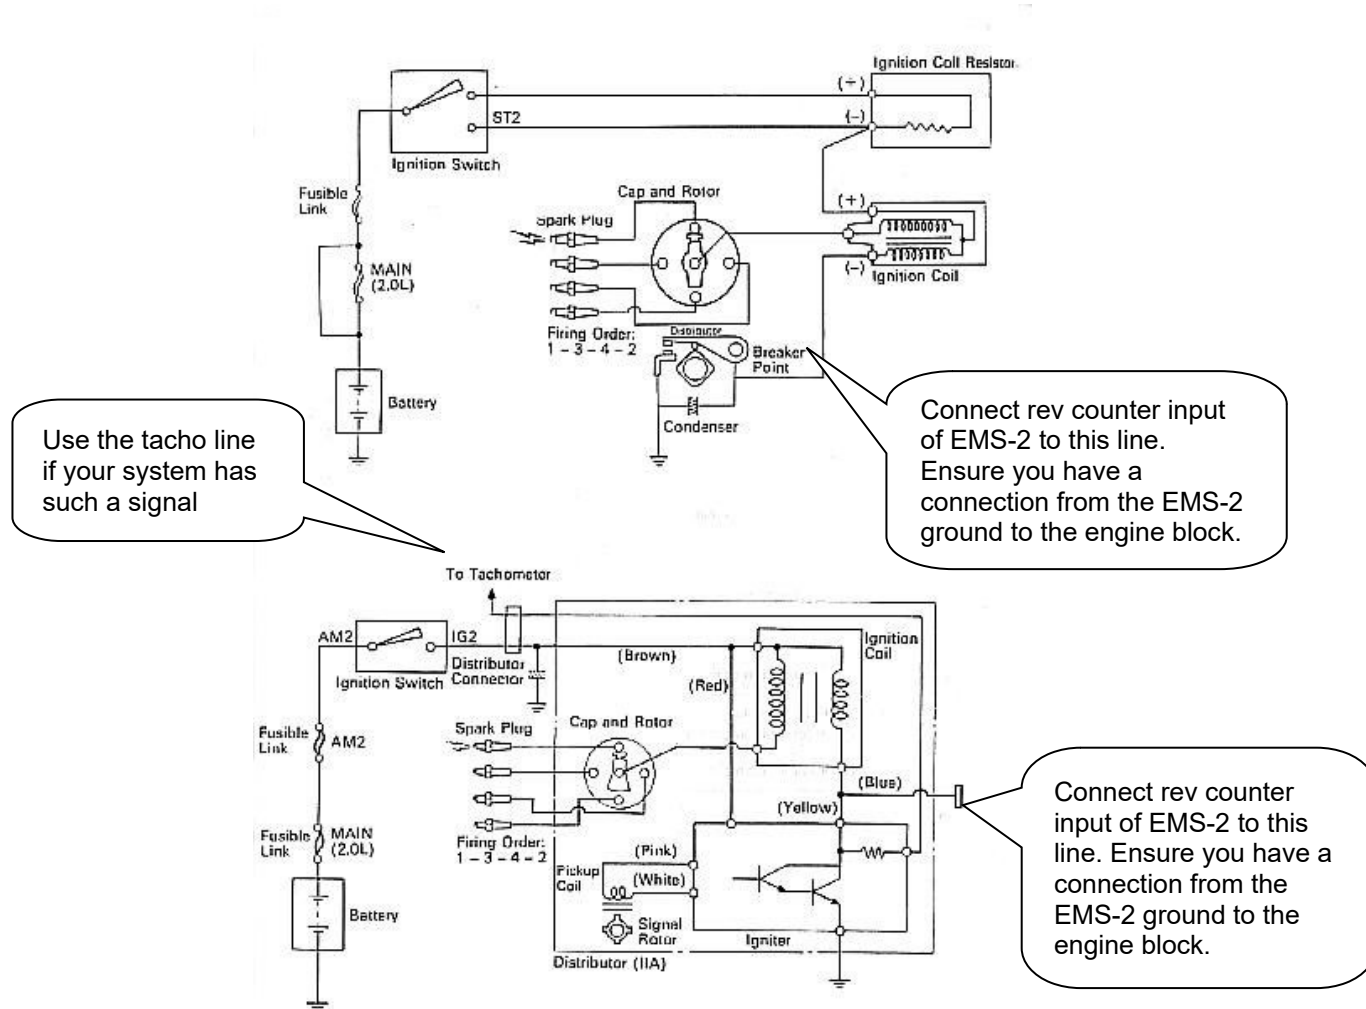 Ignition Coil Resistor
(+)
(-)
ST2
Ignition Switch
Fusible
Link
Cap and Rotor
Spark Plug
(+)
MAIN
(2.0L)
(-)
Ignition Coil
Firing Order:
1 - 3 - 4 - 2
Distributor
Breaker
Point
Battery
Condenser
Connect rev counter input
of EMS-2 to this line.
Ensure you have a
connection from the EMS-2
ground to the engine block.
Use the tacho line
if your system has
such a signal
To Tachometer
AM2
IG2
Ignition Switch
Distributor
Connector
(Brown)
(Red)
Ignition
Coil
Fusible
Link
AM2
Spark Plug
Cap and Rotor
(Blue)
(Yellow)
Fusible
Link
MAIN
(2.0L)
Firing Order:
1 - 3 - 4 - 2
(Pink)
Pickup
Coil
(White)
Battery
Signal
Rotor
Igniter
Distributor (IIA)
Connect rev counter
input of EMS-2 to this
line. Ensure you have a
connection from the
EMS-2 ground to the
engine block.